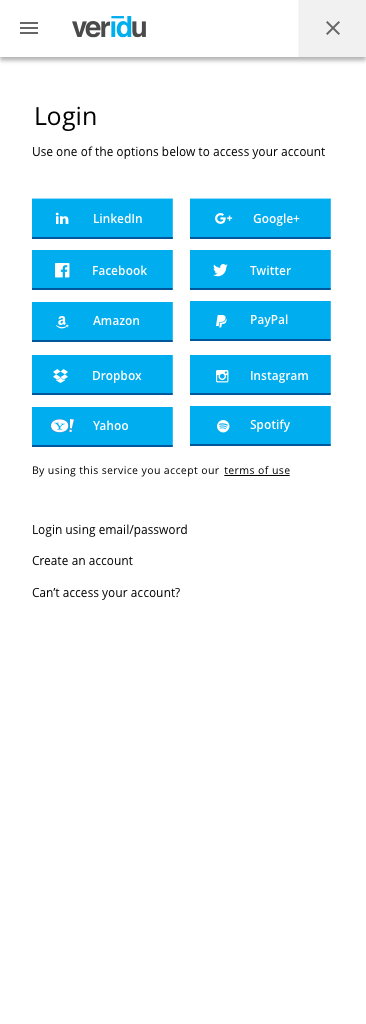 veridu
Login
Use one of the options below to access your account
LinkedIn
Google+
Facebook
Twitter
Amazon
PayPal
Dropbox
Instagram
Yahoo
Spotify
By using this service you accept our terms of use
Login using email/password
Create an account
Can't access your account?